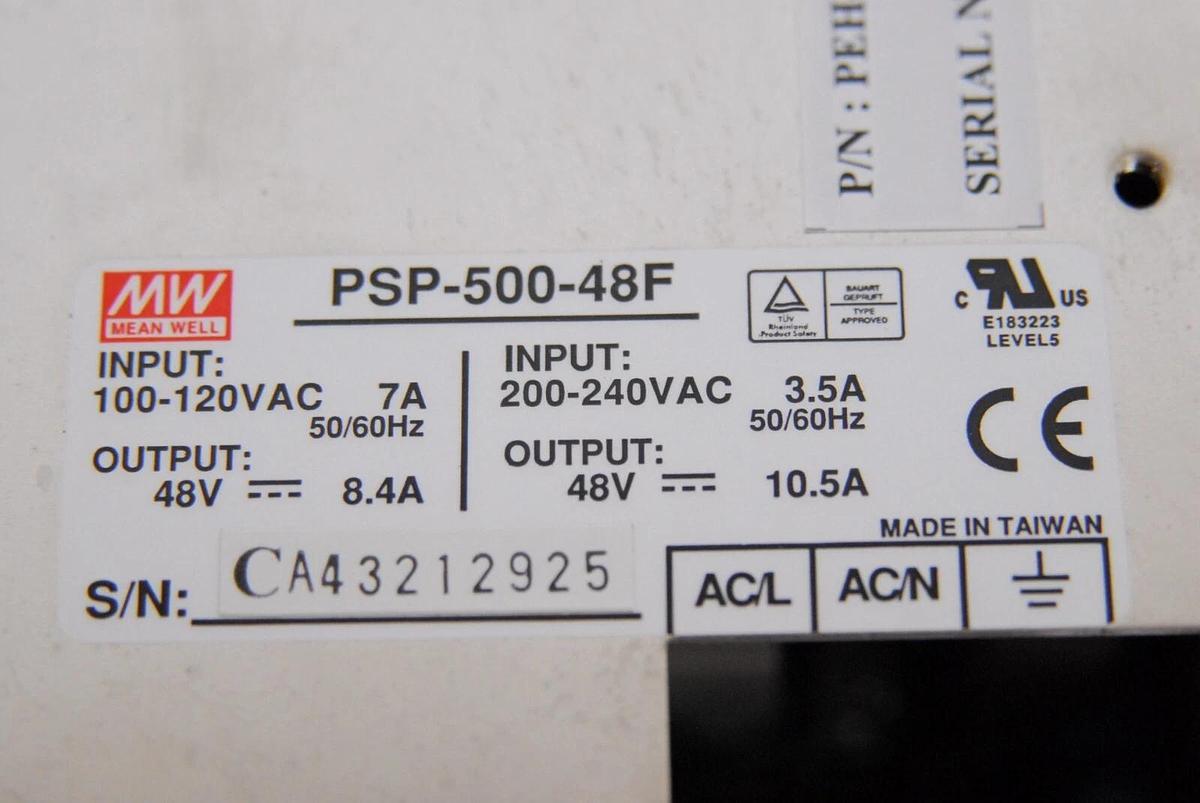 P/N : PEH
SERIAL N
MW
MEAN WELL
PSP-500-48F
TÜV
Rheinland
Product Safety
BAUART
GEPRUFT
TYPE
APPROVED
C RU US
E183223
LEVEL5
INPUT:
100-120VAC 7A
50/60Hz
OUTPUT:
48V 8.4A
INPUT:
200-240VAC 3.5A
50/60Hz
OUTPUT:
48V 10.5A
CE
MADE IN TAIWAN
S/N: CA43212925
AC/L AC/N